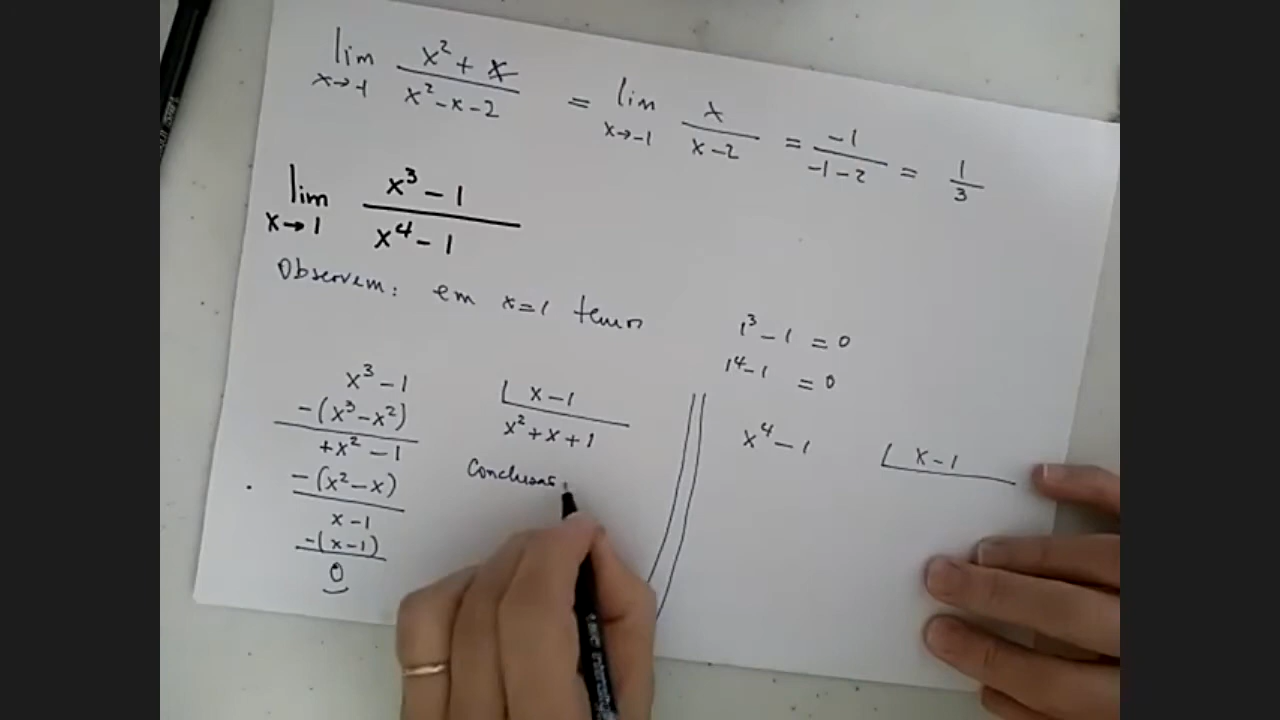 lim x→-1 x²+x / x²-x-2 = lim x→-1 x / x-2 = -1 / -1-2 = 1/3
lim x→1 x³-1 / x⁴-1
Observem: em x=1 temos
1³-1 = 0
1⁴-1 = 0
x³-1 | x-1
-(x³-x²) x²+x+1
+x²-1
-(x²-x)
x-1
-(x-1)
0
Conclusão
x⁴-1 | x-1